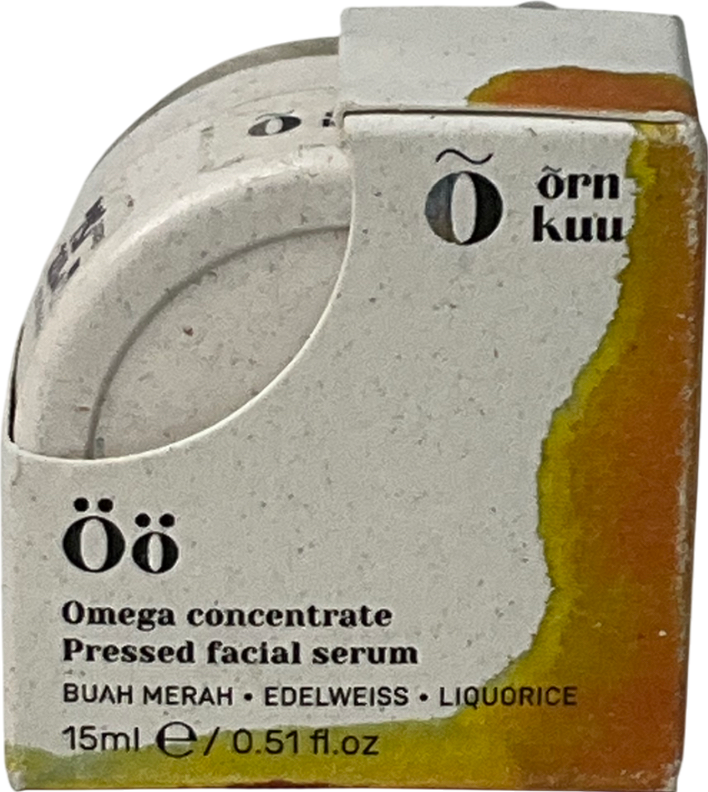 õ
õrn
kuu
Öö
Omega concentrate
Pressed facial serum
BUAH MERAH • EDELWEISS • LIQUORICE
15ml ℮ / 0.51 fl.oz